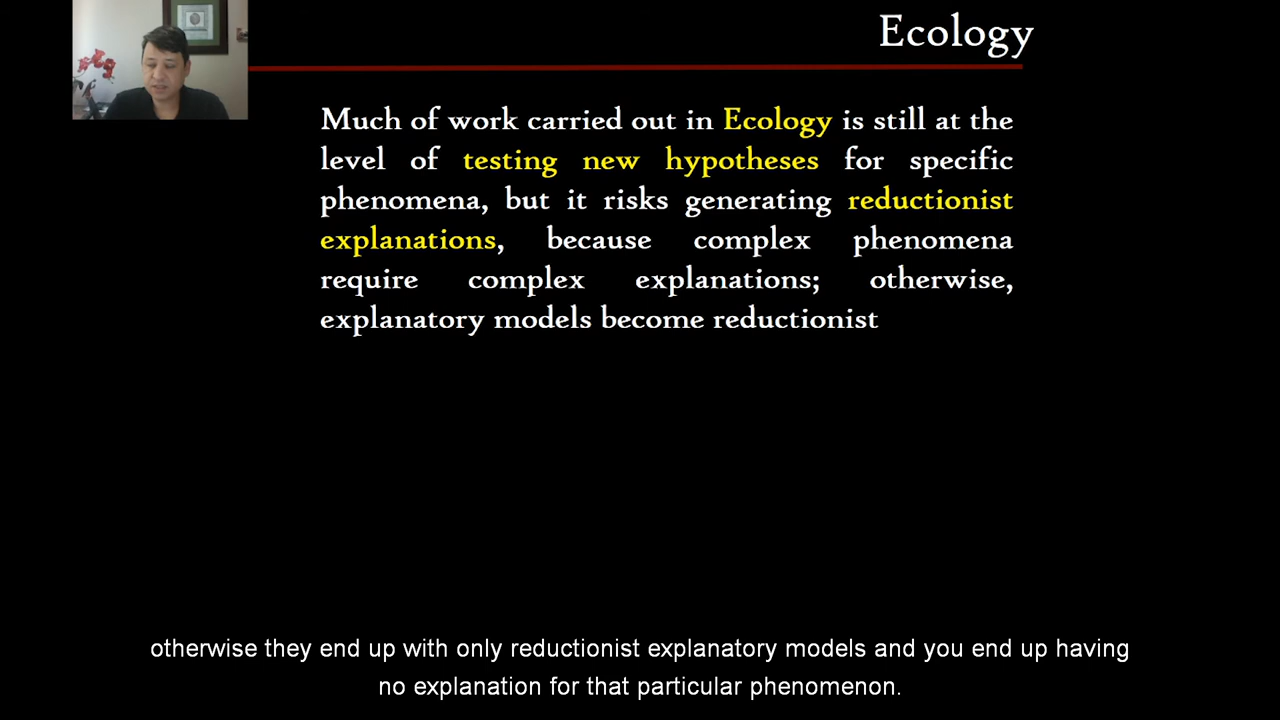 Ecology
Much of work carried out in Ecology is still at the
level of testing new hypotheses for specific
phenomena, but it risks generating reductionist
explanations, because complex phenomena
require complex explanations; otherwise,
explanatory models become reductionist
otherwise they end up with only reductionist explanatory models and you end up having
no explanation for that particular phenomenon.